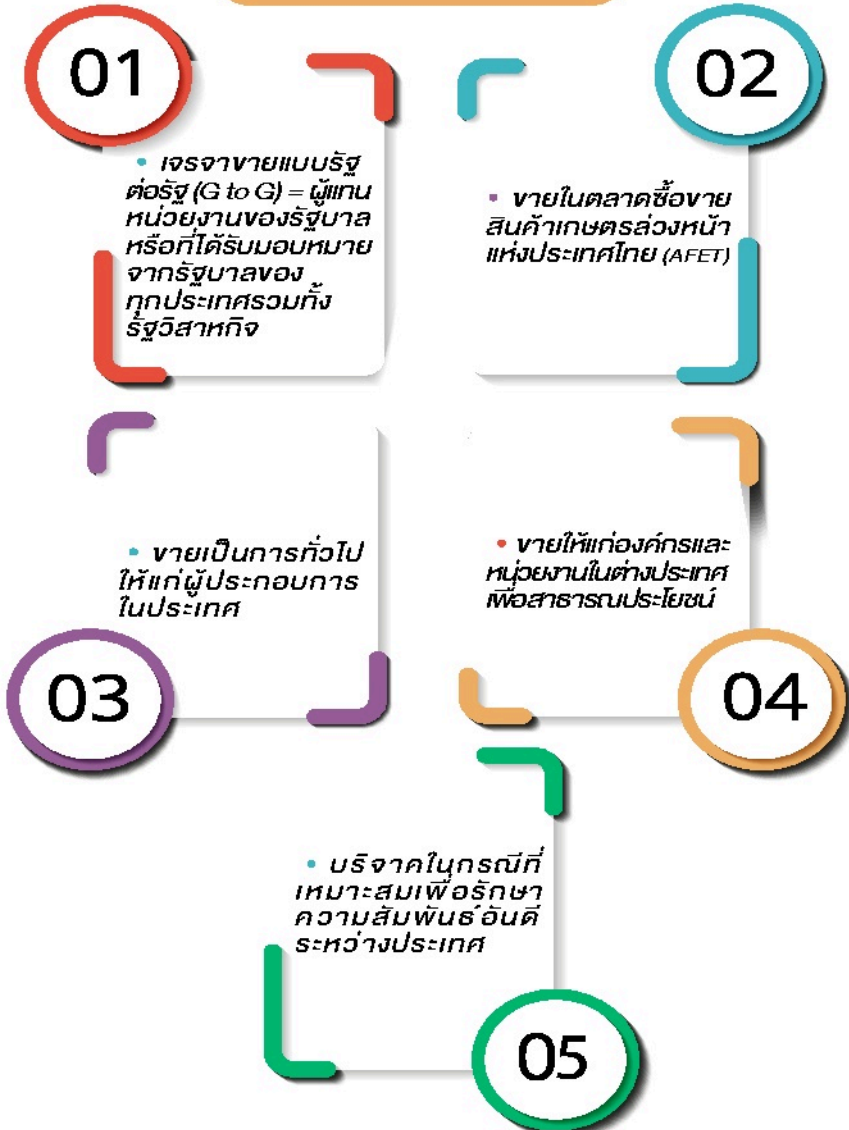 01
• เจรจาขายแบบรัฐ
ต่อรัฐ (G to G) = ผู้แทน
หน่วยงานของรัฐบาล
หรือที่ได้รับมอบหมาย
จากรัฐบาลของ
ทุกประเทศรวมทั้ง
รัฐวิสาหกิจ
02
• ขายในตลาดซื้อขาย
สินค้าเกษตรล่วงหน้า
แห่งประเทศไทย (AFET)
• ขายเป็นการทั่วไป
ให้แก่ผู้ประกอบการ
ในประเทศ
03
• ขายให้แก่องค์กรและ
หน่วยงานในต่างประเทศ
เพื่อสาธารณประโยชน์
04
• บริจาคในกรณีที่
เหมาะสมเพื่อรักษา
ความสัมพันธ์อันดี
ระหว่างประเทศ
05